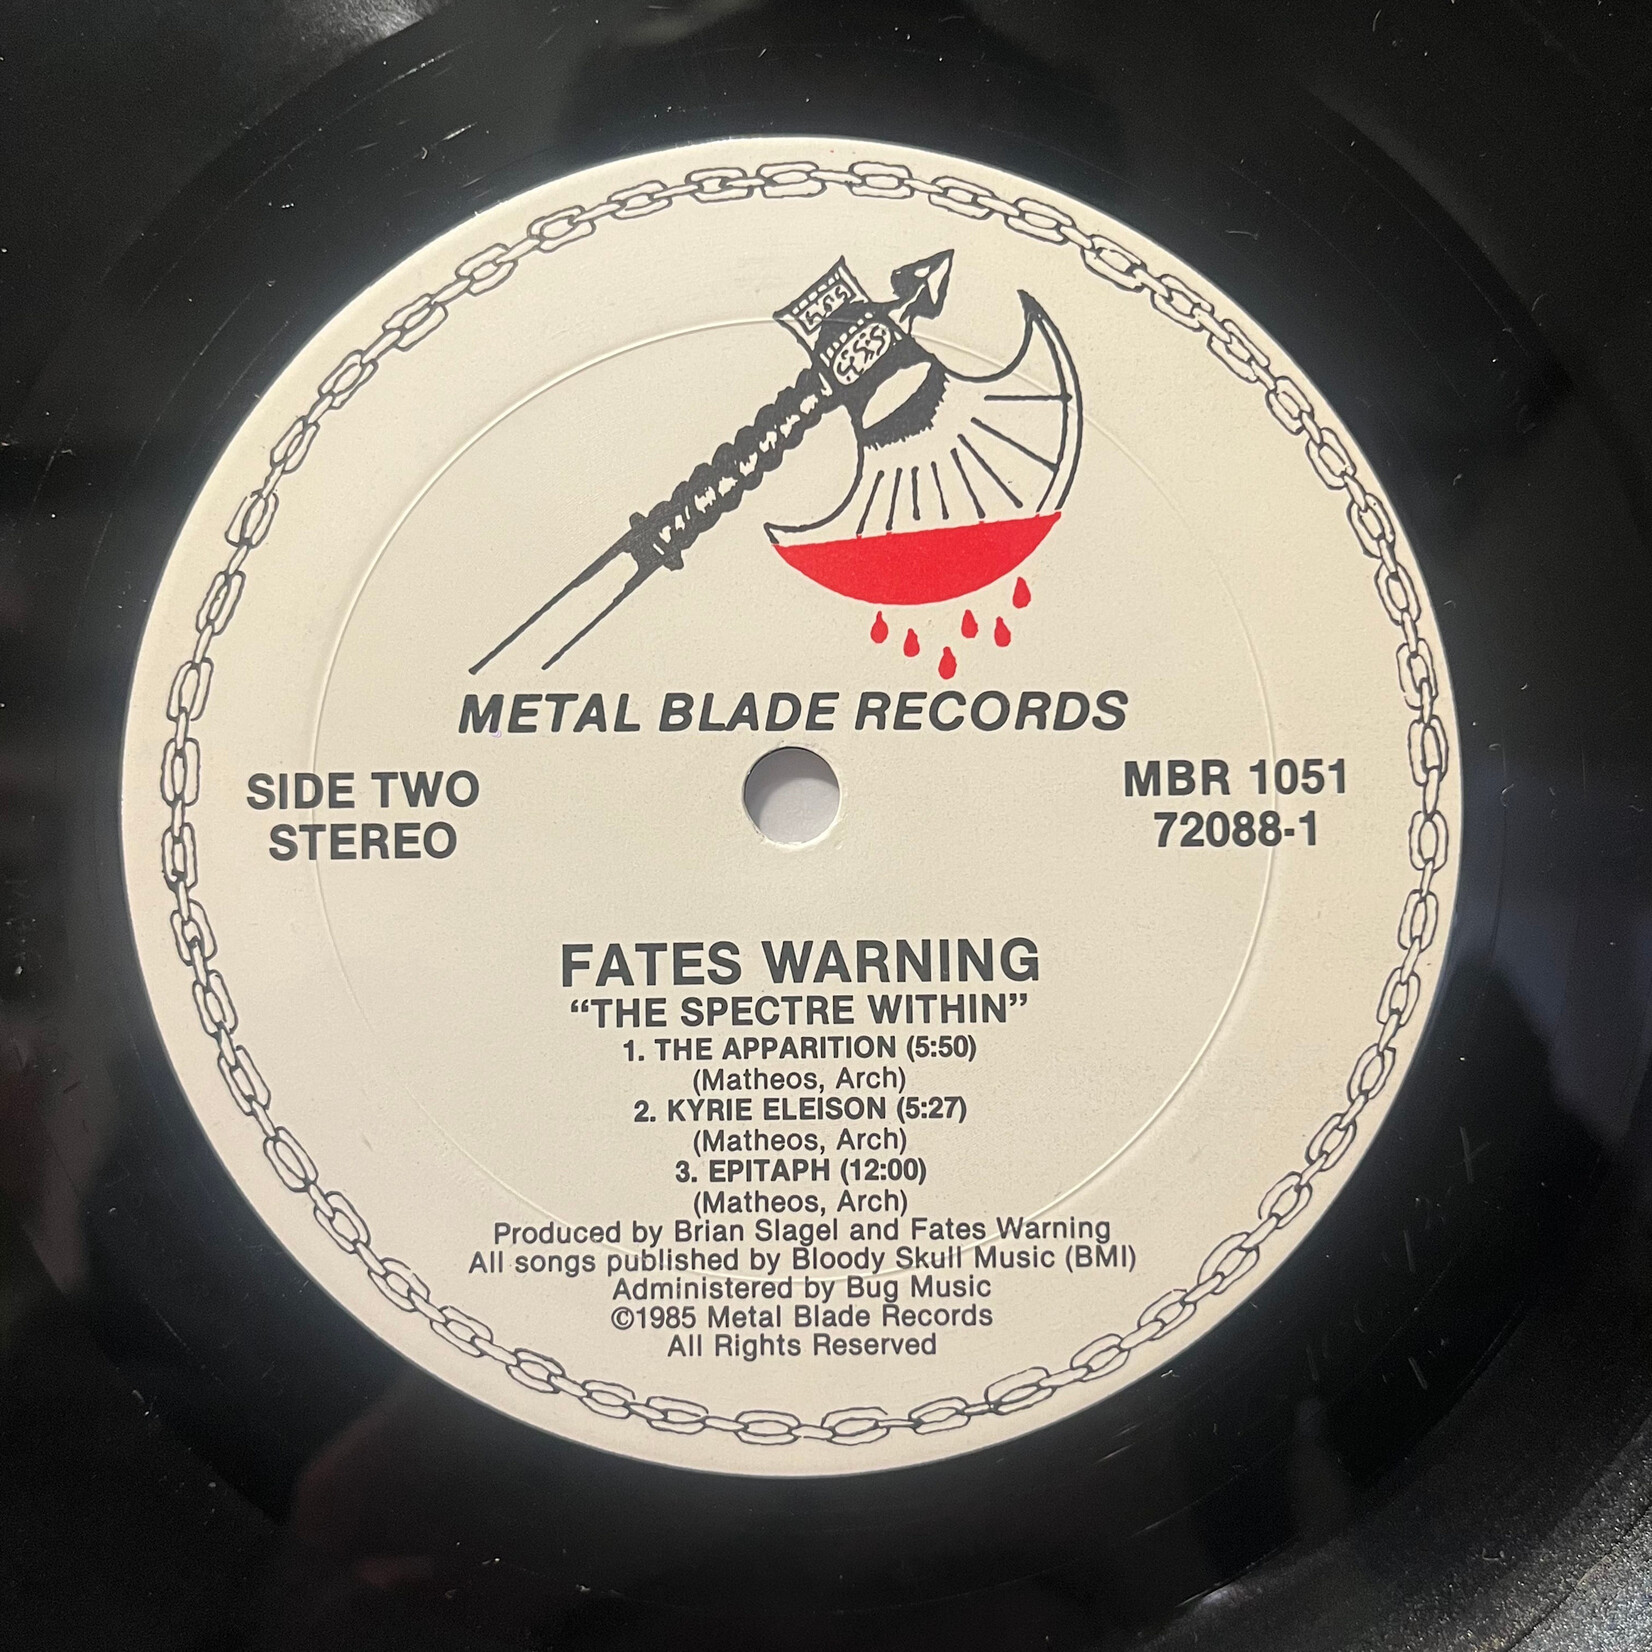 METAL BLADE RECORDS
SIDE TWO
STEREO
MBR 1051
72088-1
FATES WARNING
“THE SPECTRE WITHIN”
1. THE APPARITION (5:50)
(Matheos, Arch)
2. KYRIE ELEISON (5:27)
(Matheos, Arch)
3. EPITAPH (12:00)
(Matheos, Arch)
Produced by Brian Slagel and Fates Warning
All songs published by Bloody Skull Music (BMI)
Administered by Bug Music
©1985 Metal Blade Records
All Rights Reserved